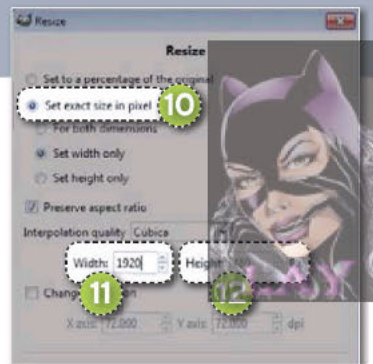 Resize
Resize
Set to a percentage of the original
Set exact size in pixel 10
For both dimensions
Set width only
Set height only
Preserve aspect ratio
Interpolation quality Cubica
Width: 1920 Height:
11 12
X axis: 72.000 Y axis: 72.000 dpi